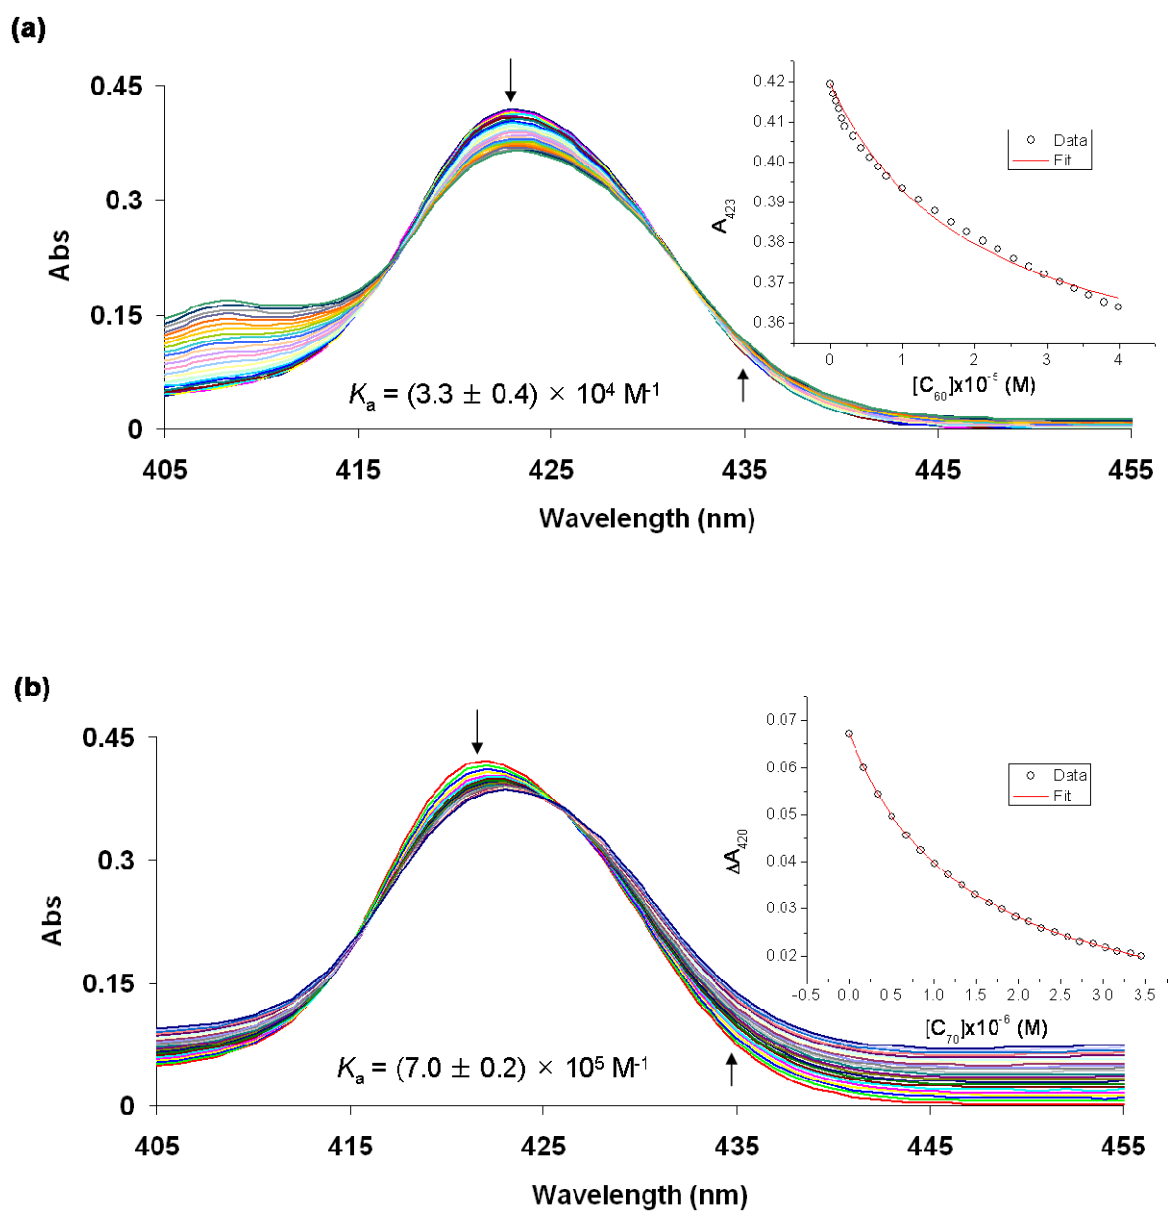 (a)
0.45
0.3
0.15
0
Abs
405
415
425
435
445
455
Wavelength (nm)
Kₐ = (3.3 ± 0.4) × 10⁴ M⁻¹
0.42
0.41
0.40
0.39
0.38
0.37
0.36
A₄₂₃
Data
Fit
0
1
2
3
4
[C₆₀]x10⁻⁵ (M)
(b)
0.45
0.3
0.15
0
Abs
405
415
425
435
445
455
Wavelength (nm)
Kₐ = (7.0 ± 0.2) × 10⁵ M⁻¹
0.07
0.06
0.05
0.04
0.03
0.02
ΔA₄₂₀
Data
Fit
-0.5
0.0
0 5
1.0
1.5
2.0
2.5
3.0
3.5
[C₇₀]x10⁻⁶ (M)